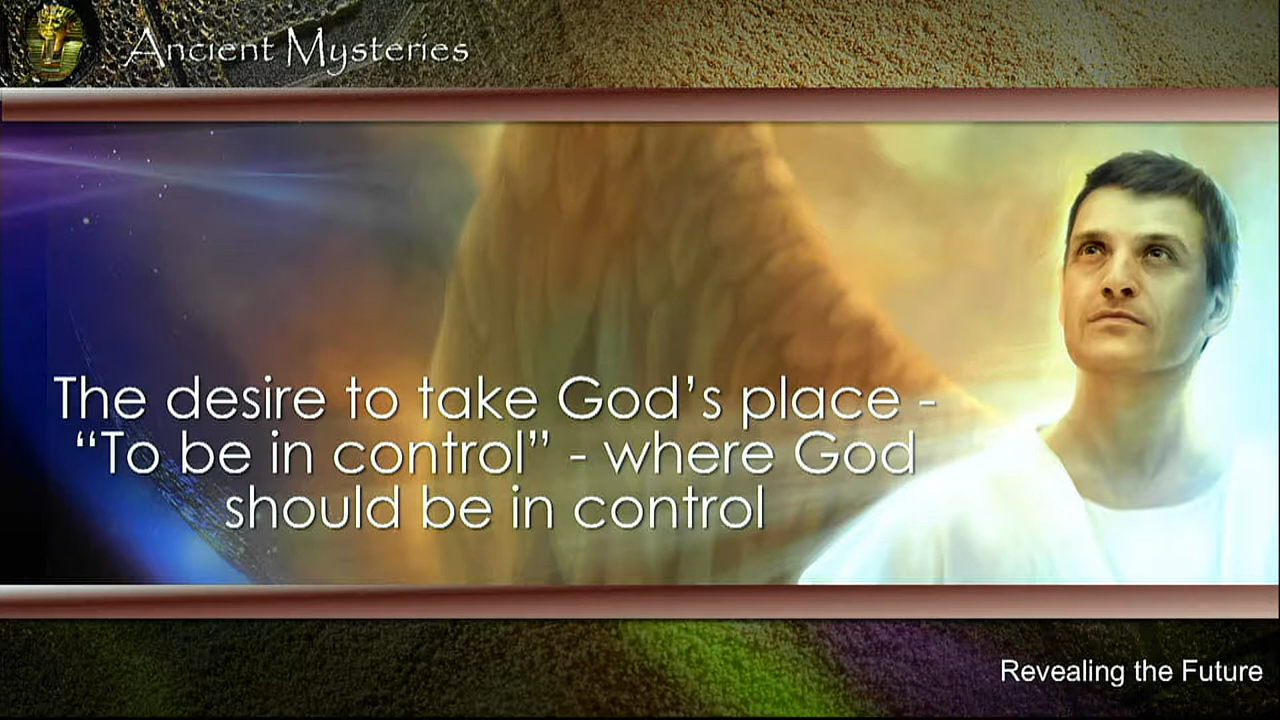 Ancient Mysteries
The desire to take God’s place -
“To be in control” - where God
should be in control
Revealing the Future